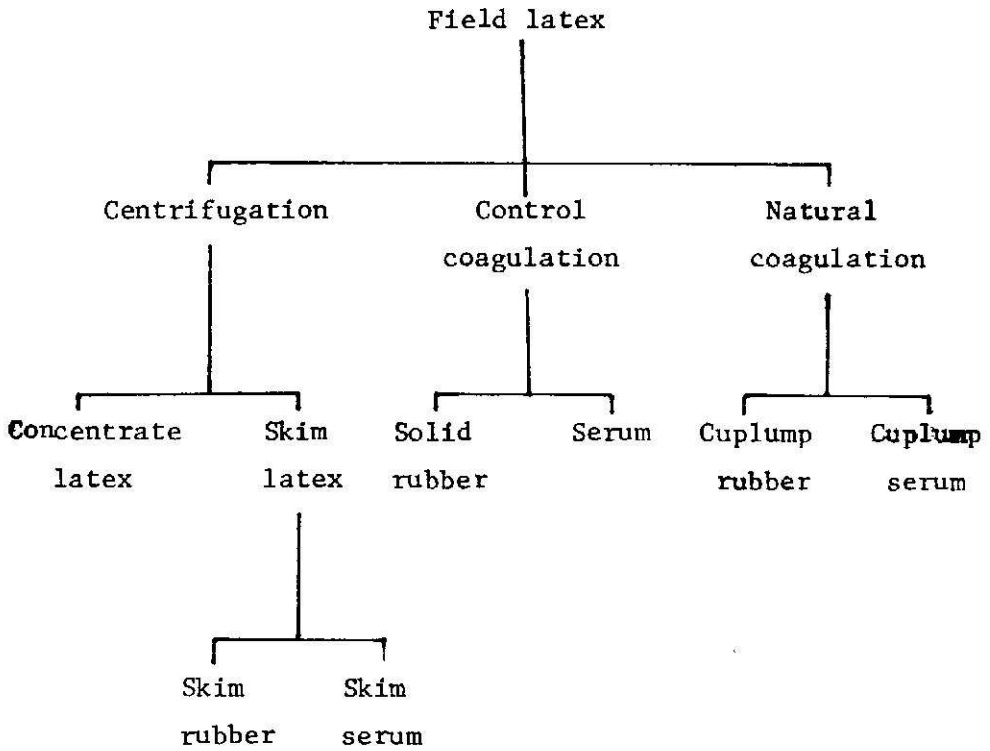 Field latex
Centrifugation Control Natural
coagulation coagulation
Concentrate Skim Solid Serum Cuplump Cuplump
latex latex rubber rubber serum
Skim Skim
rubber serum